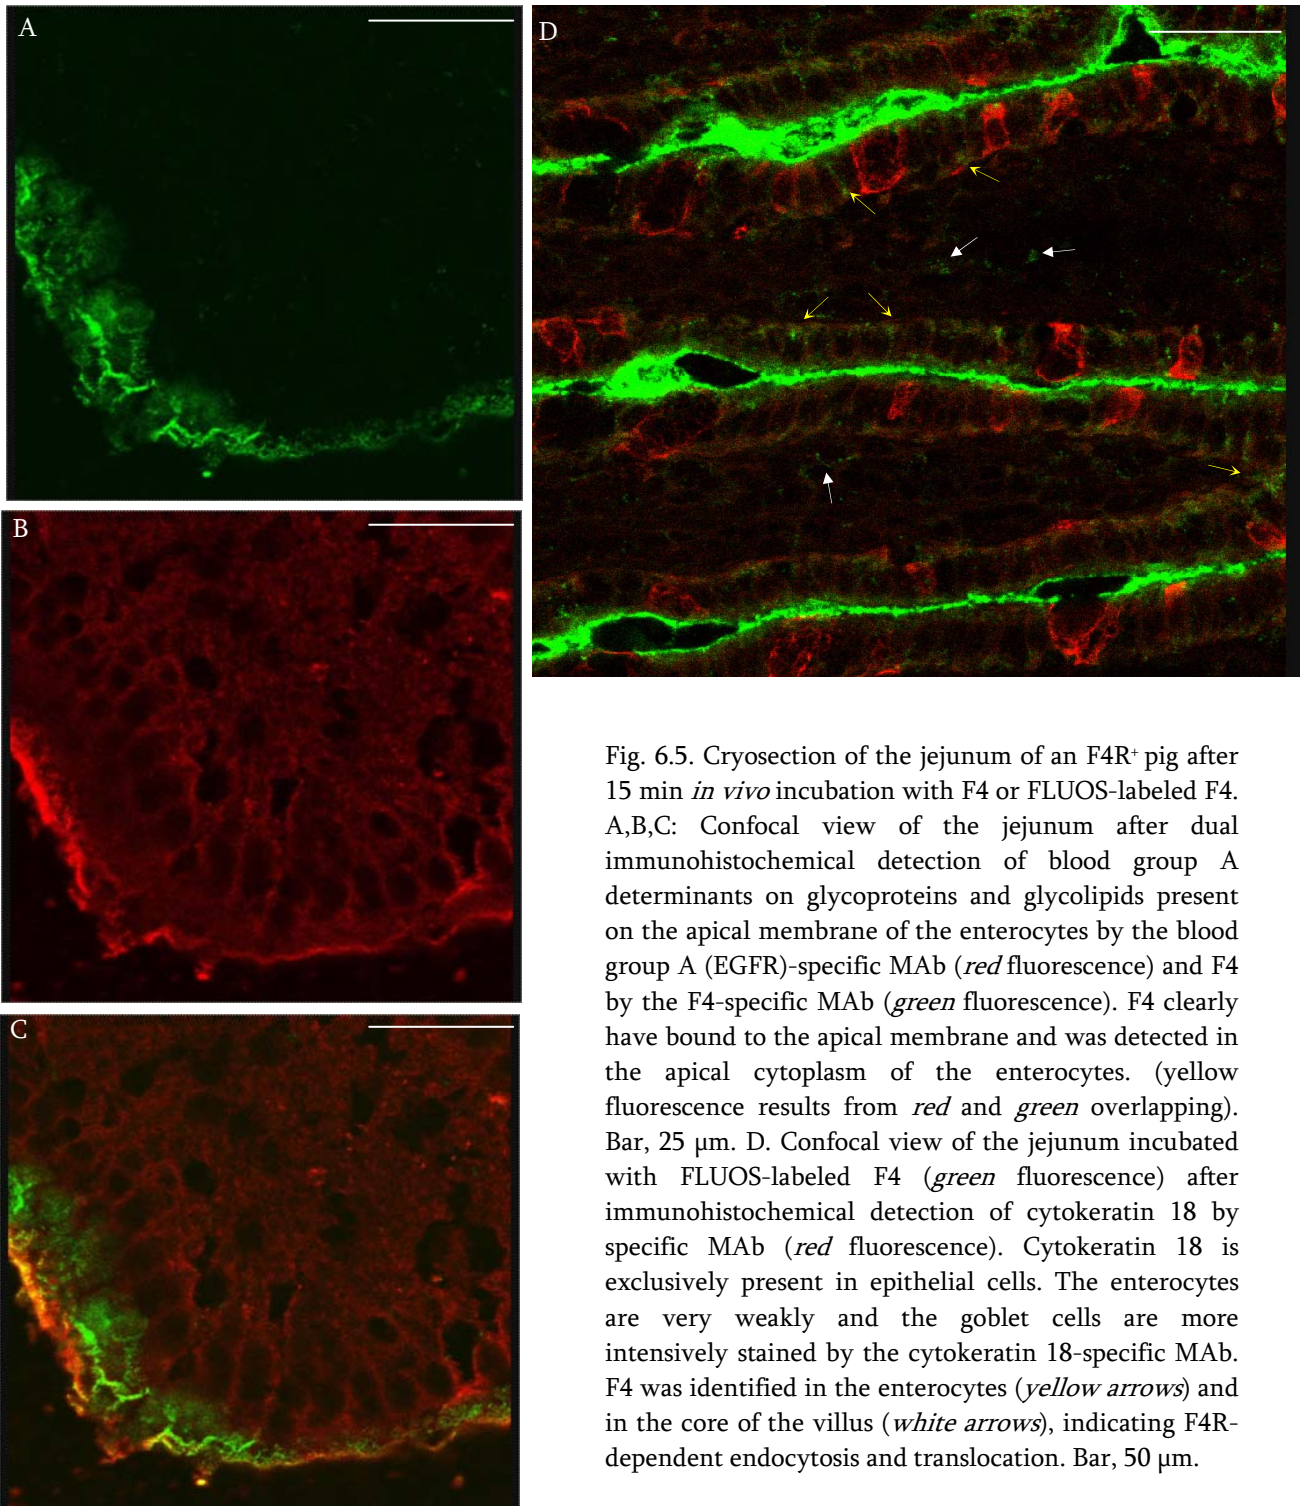 A
D
B
C
Fig. 6.5. Cryosection of the jejunum of an F4R⁺ pig after
15 min in vivo incubation with F4 or FLUOS-labeled F4.
A,B,C: Confocal view of the jejunum after dual
immunohistochemical detection of blood group A
determinants on glycoproteins and glycolipids present
on the apical membrane of the enterocytes by the blood
group A (EGFR)-specific MAb (red fluorescence) and F4
by the F4-specific MAb (green fluorescence). F4 clearly
have bound to the apical membrane and was detected in
the apical cytoplasm of the enterocytes. (yellow
fluorescence results from red and green overlapping).
Bar, 25 µm. D. Confocal view of the jejunum incubated
with FLUOS-labeled F4 (green fluorescence) after
immunohistochemical detection of cytokeratin 18 by
specific MAb (red fluorescence). Cytokeratin 18 is
exclusively present in epithelial cells. The enterocytes
are very weakly and the goblet cells are more
intensively stained by the cytokeratin 18-specific MAb.
F4 was identified in the enterocytes (yellow arrows) and
in the core of the villus (white arrows), indicating F4R-
dependent endocytosis and translocation. Bar, 50 µm.